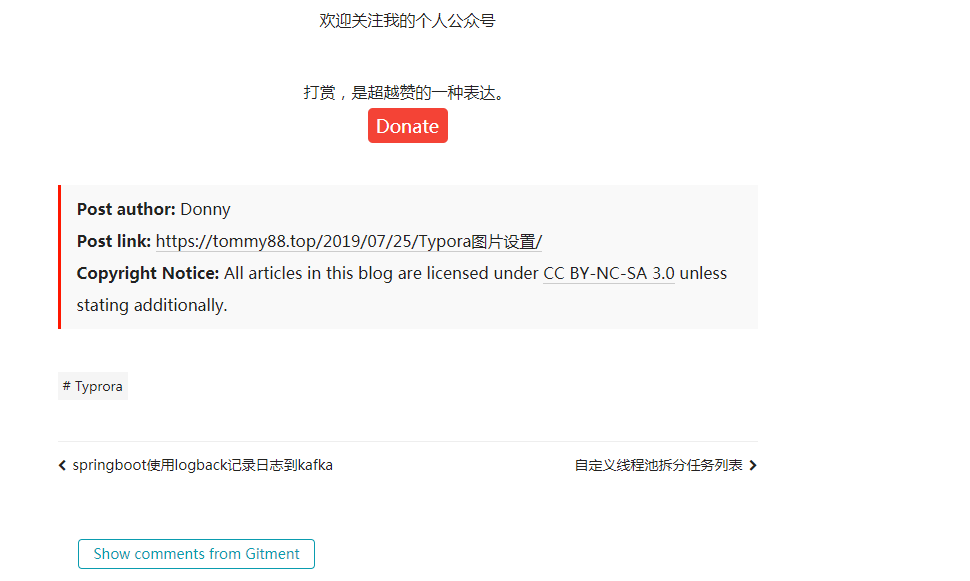 欢迎关注我的个人公众号
打赏，是超越赞的一种表达。
Donate
Post author: Donny
Post link: https://tommy88.top/2019/07/25/Typora图片设置/
Copyright Notice: All articles in this blog are licensed under CC BY-NC-SA 3.0 unless
stating additionally.
# Typrora
springboot使用logback记录日志到kafka
自定义线程池拆分任务列表
Show comments from Gitment